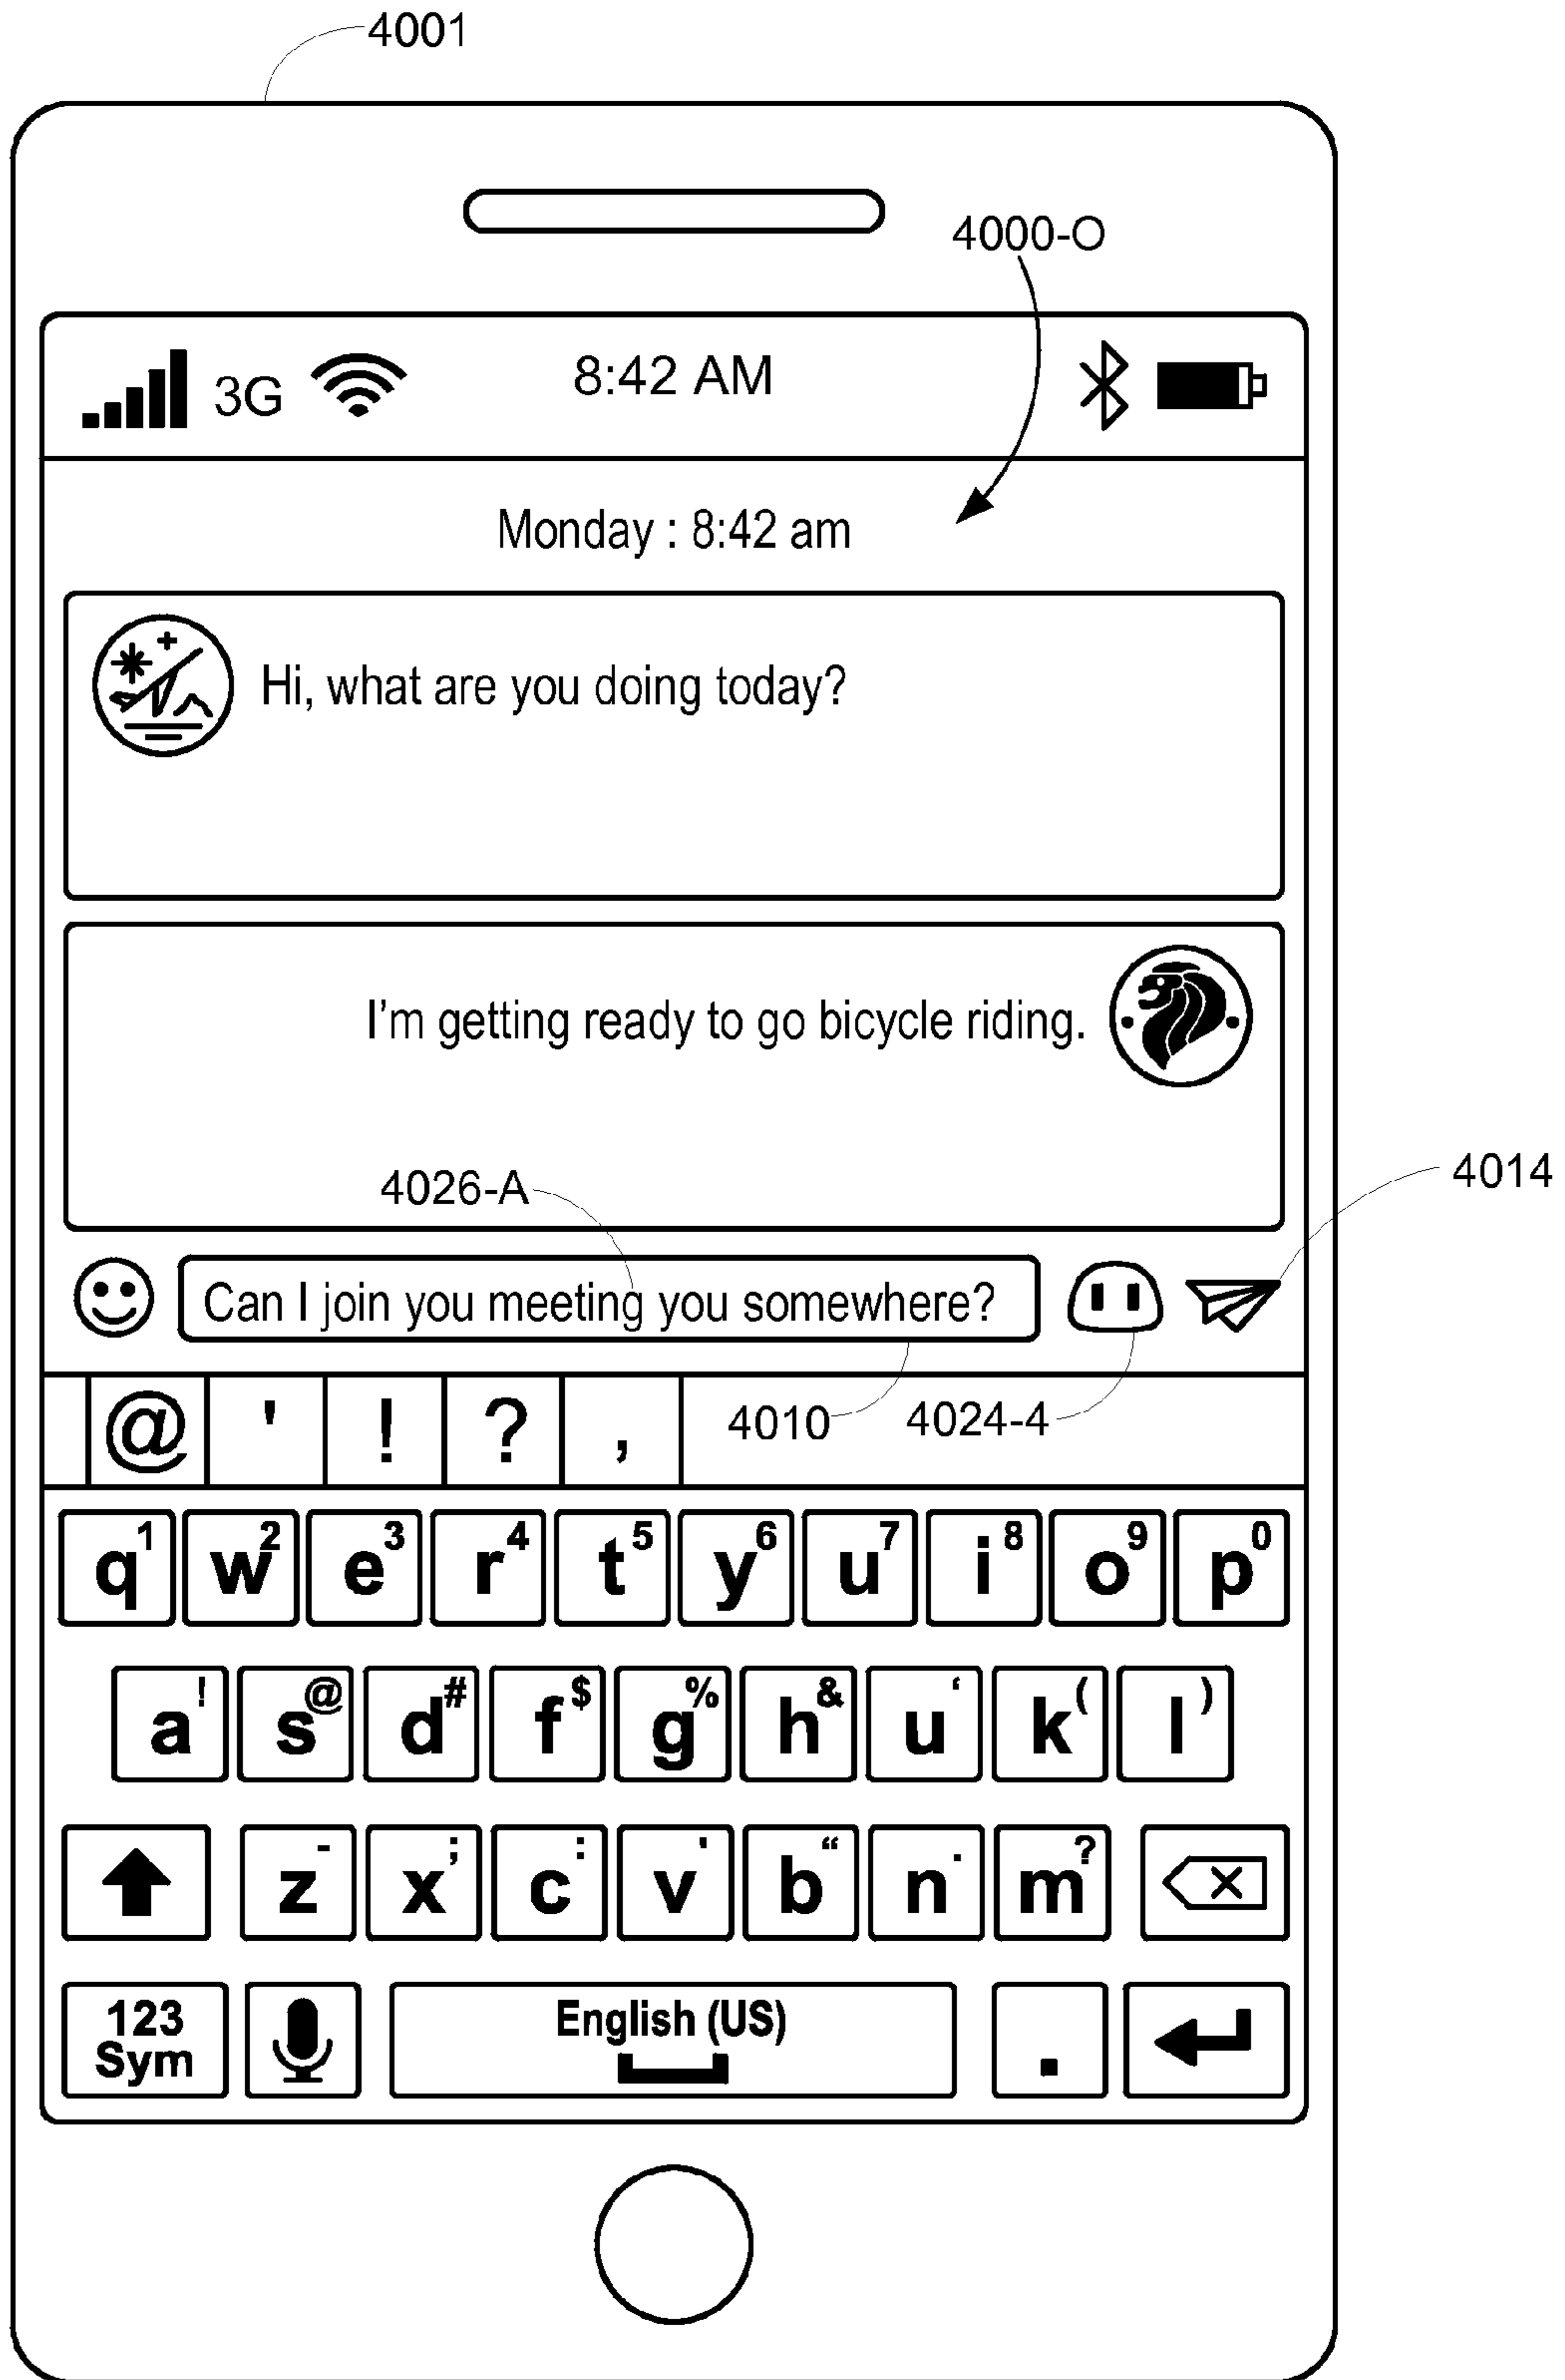 4001
4000-O
3G 8:42 AM
Monday : 8:42 am
Hi, what are you doing today?
I'm getting ready to go bicycle riding.
4026-A
4014
Can I join you meeting you somewhere?
@ ' ! ? , 4010 4024-4
q1 w2 e3 r4 t5 y6 u7 i8 o9 p0
a! s@ d# f$ g% h& u‘ k( l)
z- x; c: v' b“ n. m?
123
Sym
English (US)
.